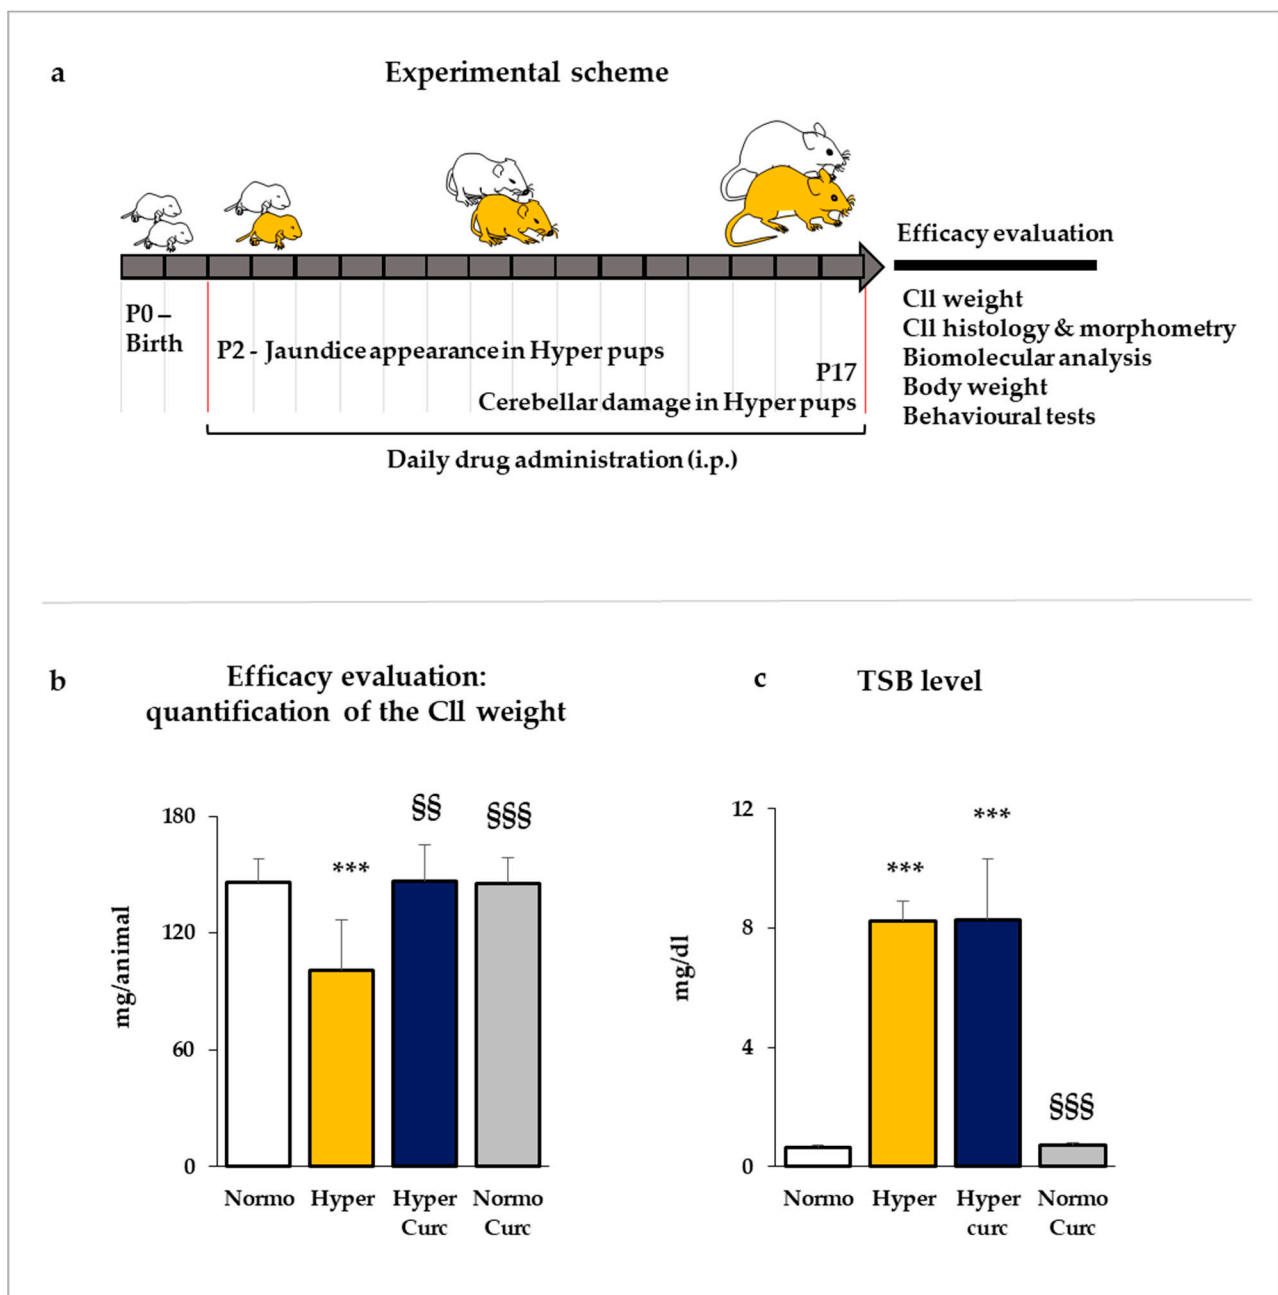 a
Experimental scheme
Efficacy evaluation
P0 –
Birth
P2 - Jaundice appearance in Hyper pups
P17
Cerebellar damage in Hyper pups
Daily drug administration (i.p.)
Cll weight
Cll histology & morphometry
Biomolecular analysis
Body weight
Behavioural tests
b
Efficacy evaluation:
quantification of the Cll weight
mg/animal
180
120
60
0
***
§§
§§§
Normo
Hyper
Hyper
Curc
Normo
Curc
c
TSB level
mg/dl
12
8
4
0
***
***
§§§
Normo
Hyper
Hyper
curc
Normo
Curc